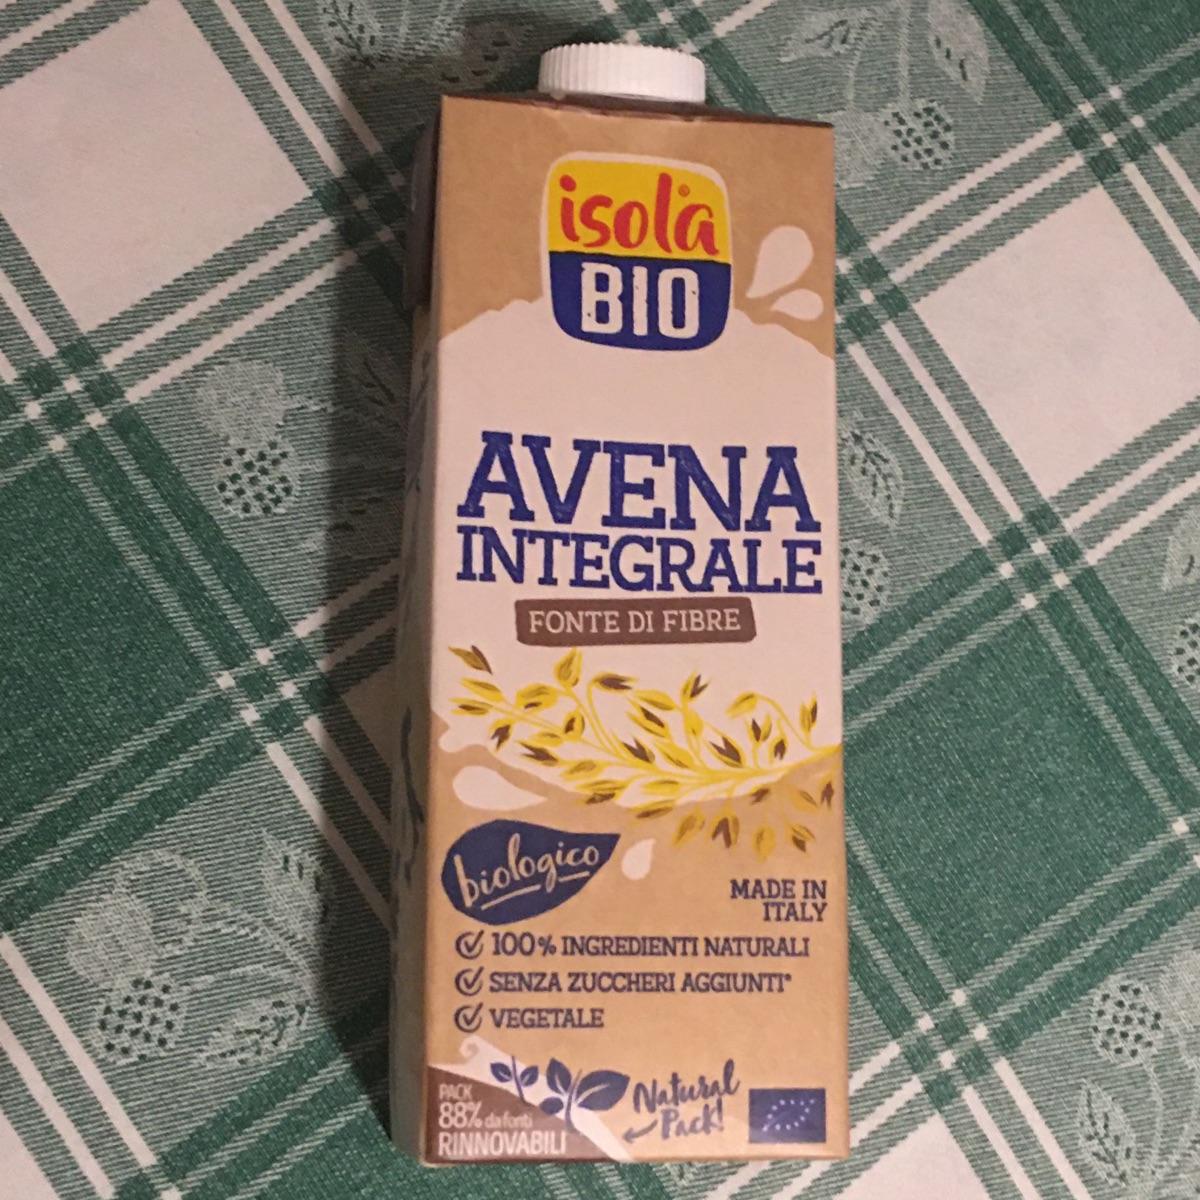 isola
BIO
AVENA
INTEGRALE
FONTE DI FIBRE
biologico
MADE IN
ITALY
100% INGREDIENTI NATURALI
SENZA ZUCCHERI AGGIUNTI*
VEGETALE
PACK
88% da fonti
RINNOVABILI
Natural
Pack!